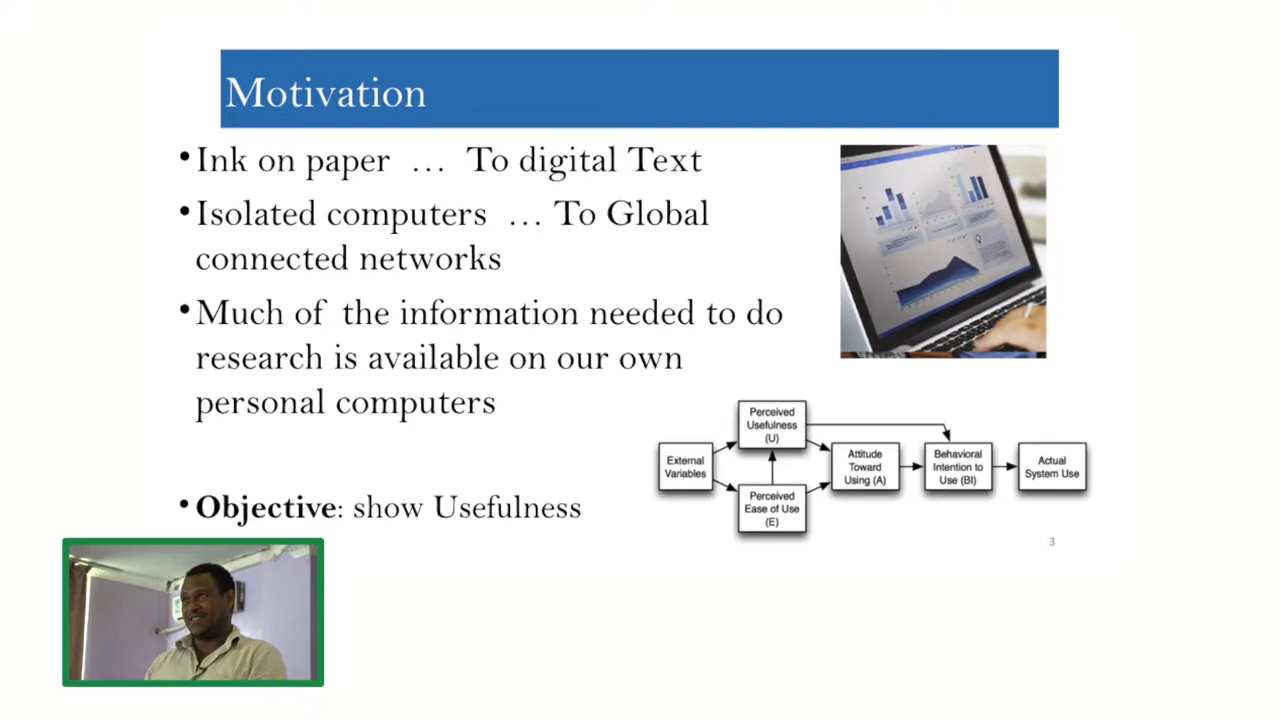 Motivation
• Ink on paper … To digital Text
• Isolated computers … To Global
connected networks
• Much of the information needed to do
research is available on our own
personal computers
• Objective: show Usefulness
External
Variables
Perceived
Usefulness
(U)
Perceived
Ease of Use
(E)
Attitude
Toward
Using (A)
Behavioral
Intention to
Use (BI)
Actual
System Use
3